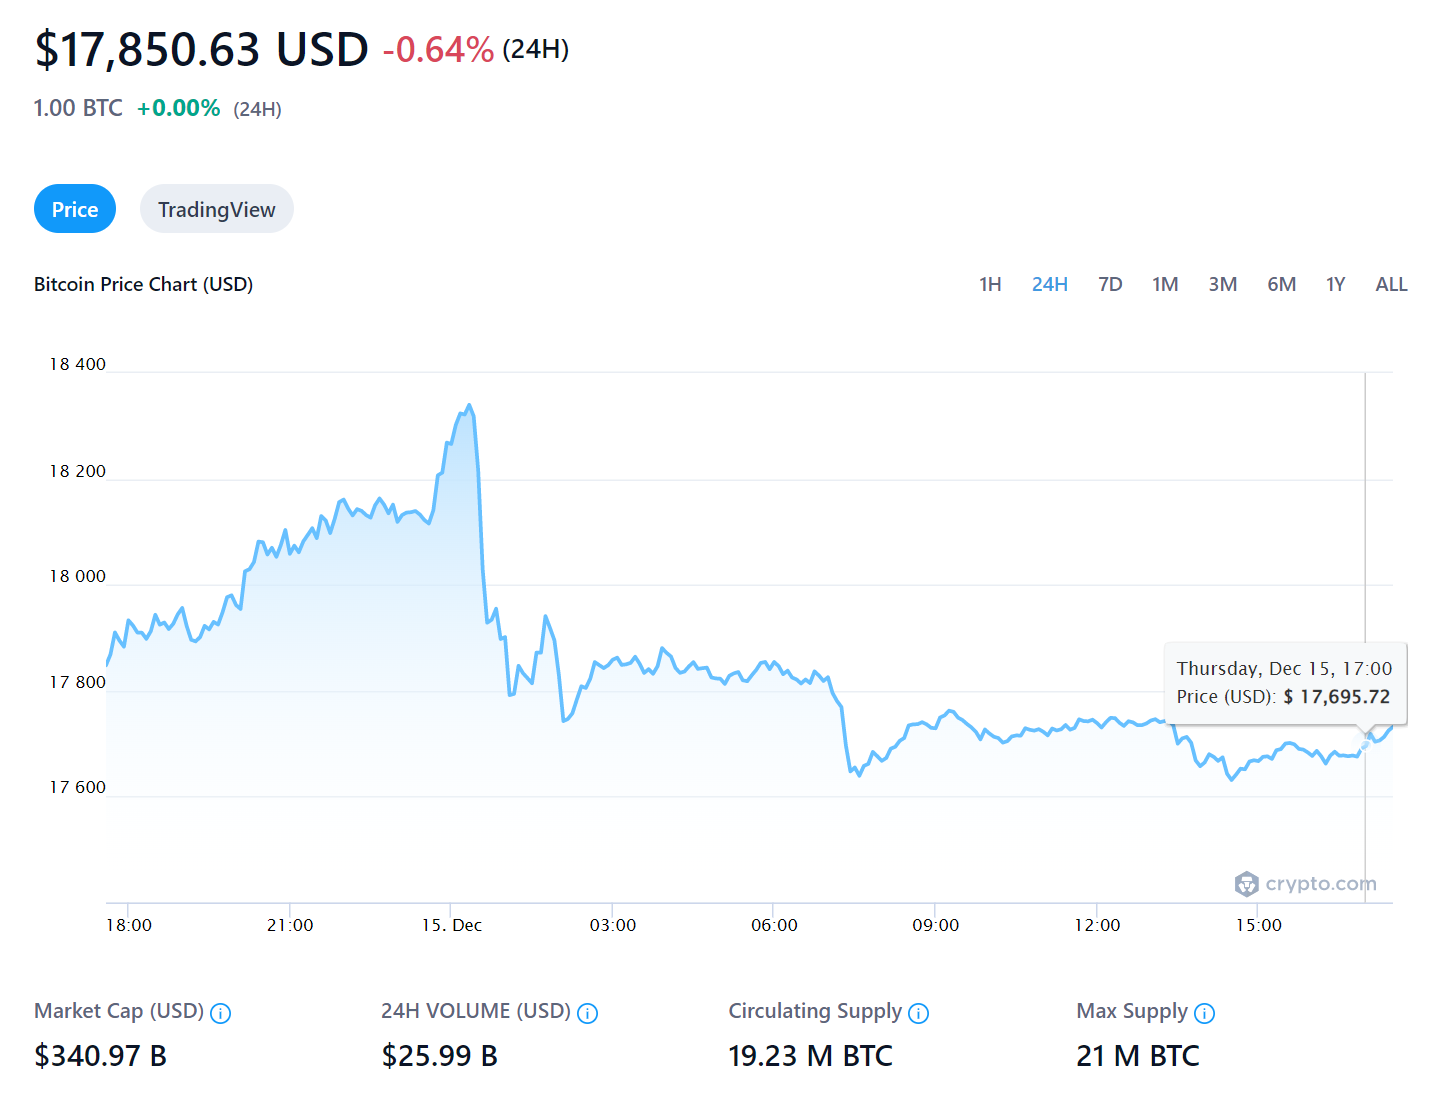 $17,850.63 USD -0.64% (24H)
1.00 BTC +0.00% (24H)
Price TradingView
Bitcoin Price Chart (USD) 1H 24H 7D 1M 3M 6M 1Y ALL
18 400
18 200
18 000
17 800
17 600
Thursday, Dec 15, 17:00
Price (USD): $ 17,695.72
crypto.com
18:00 21:00 15. Dec 03:00 06:00 09:00 12:00 15:00
Market Cap (USD) 24H VOLUME (USD) Circulating Supply Max Supply
$340.97 B $25.99 B 19.23 M BTC 21 M BTC